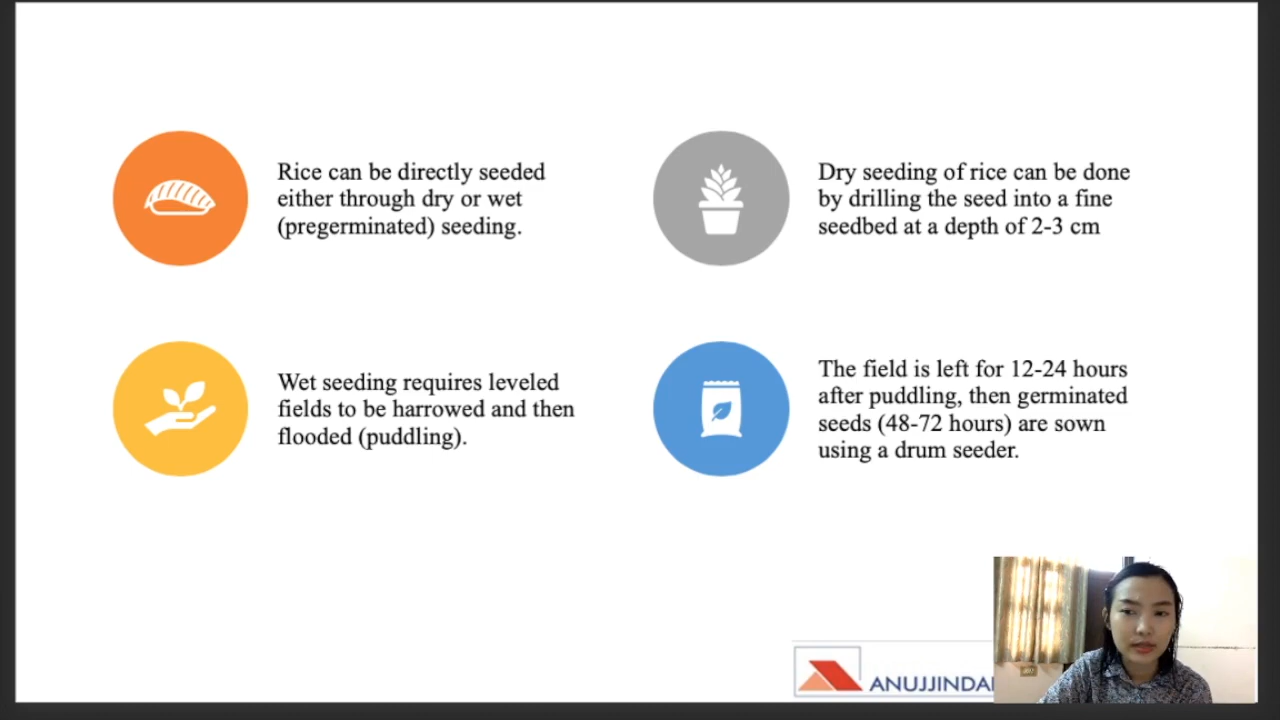 Rice can be directly seeded
either through dry or wet
(pregerminated) seeding.
Dry seeding of rice can be done
by drilling the seed into a fine
seedbed at a depth of 2-3 cm
Wet seeding requires leveled
fields to be harrowed and then
flooded (puddling).
The field is left for 12-24 hours
after puddling, then germinated
seeds (48-72 hours) are sown
using a drum seeder.